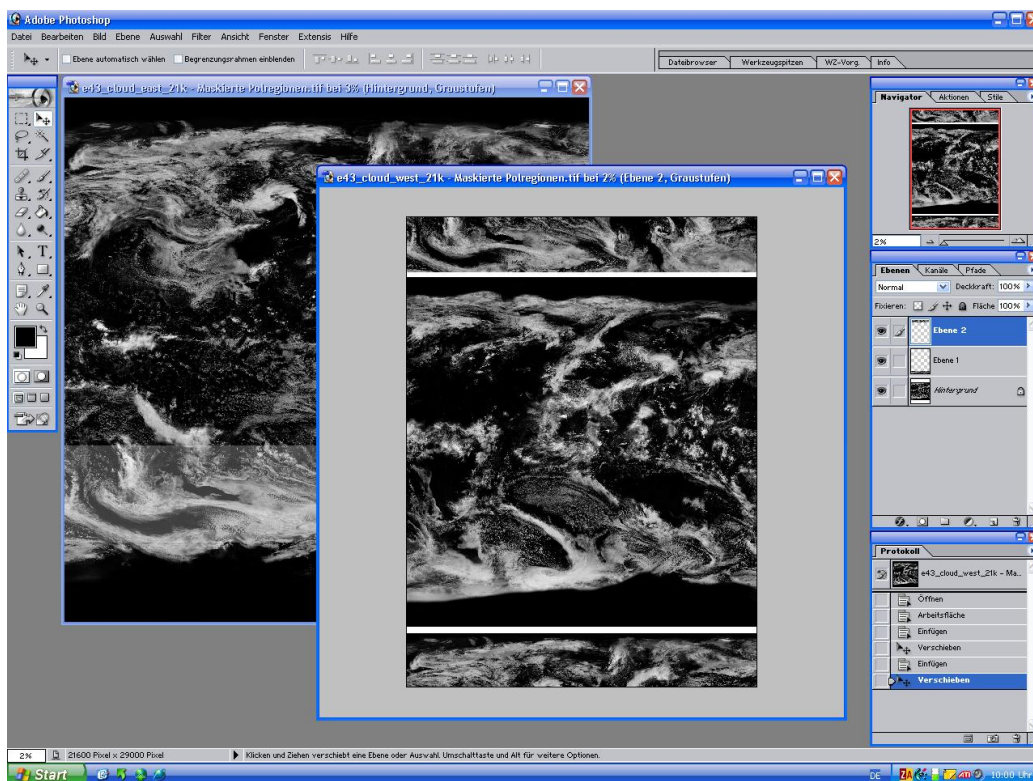 Adobe Photoshop
Datei Bearbeiten Bild Ebene Auswahl Filter Ansicht Fenster Extensis Hilfe
Ebene automatisch wählen Begrenzungsrahmen einblenden
Dateibrowser Werkzeugspitzen WZ-Vorg. Info
e43_cloud_east_21k - Maskierte Polregionen.tif bei 3% (Hintergrund, Graustufen)
e43_cloud_west_21k - Maskierte Polregionen.tif bei 2% (Ebene 2, Graustufen)
Navigator Aktionen Stile
2%
Ebenen Kanäle Pfade
Normal Deckkraft: 100%
Fixieren: Fläche 100%
Ebene 2
Ebene 1
Hintergrund
Protokoll
e43_cloud_west_21k - Ma...
Öffnen
Arbeitsfläche
Einfügen
Verschieben
Einfügen
Verschieben
2% 21600 Pixel x 29000 Pixel Klicken und Ziehen verschiebt eine Ebene oder Auswahl. Umschalttaste und Alt für weitere Optionen.
Start DE ZA 10:00 Uhr